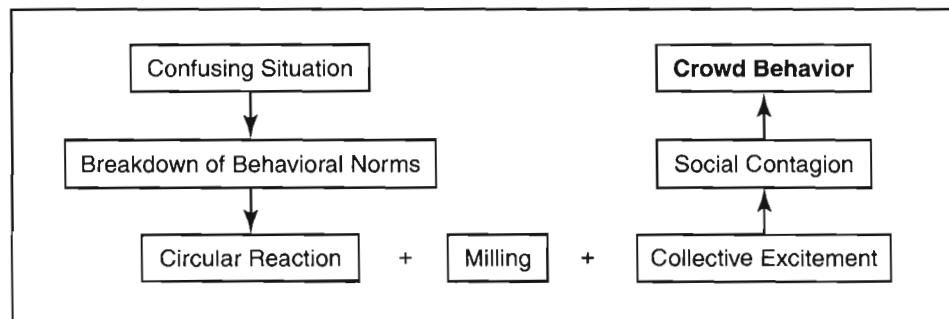 Confusing Situation
Crowd Behavior
Breakdown of Behavioral Norms
Social Contagion
Circular Reaction + Milling + Collective Excitement